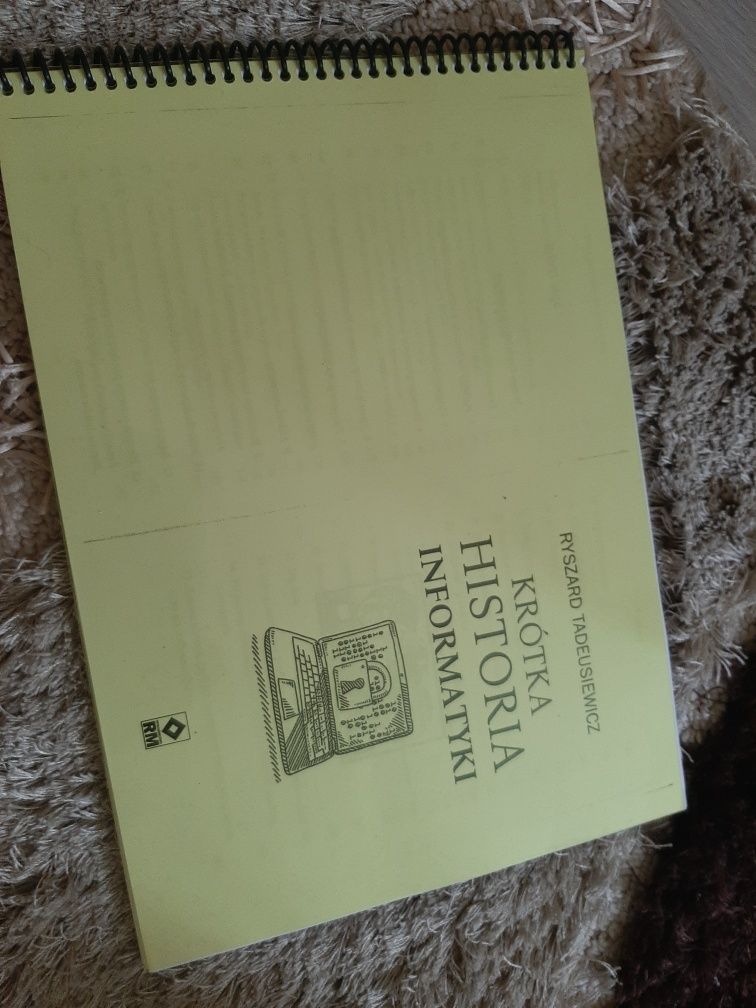 RYSZARD TADEUSIEWICZ
KRÓTKA
HISTORIA
INFORMATYKI
RM